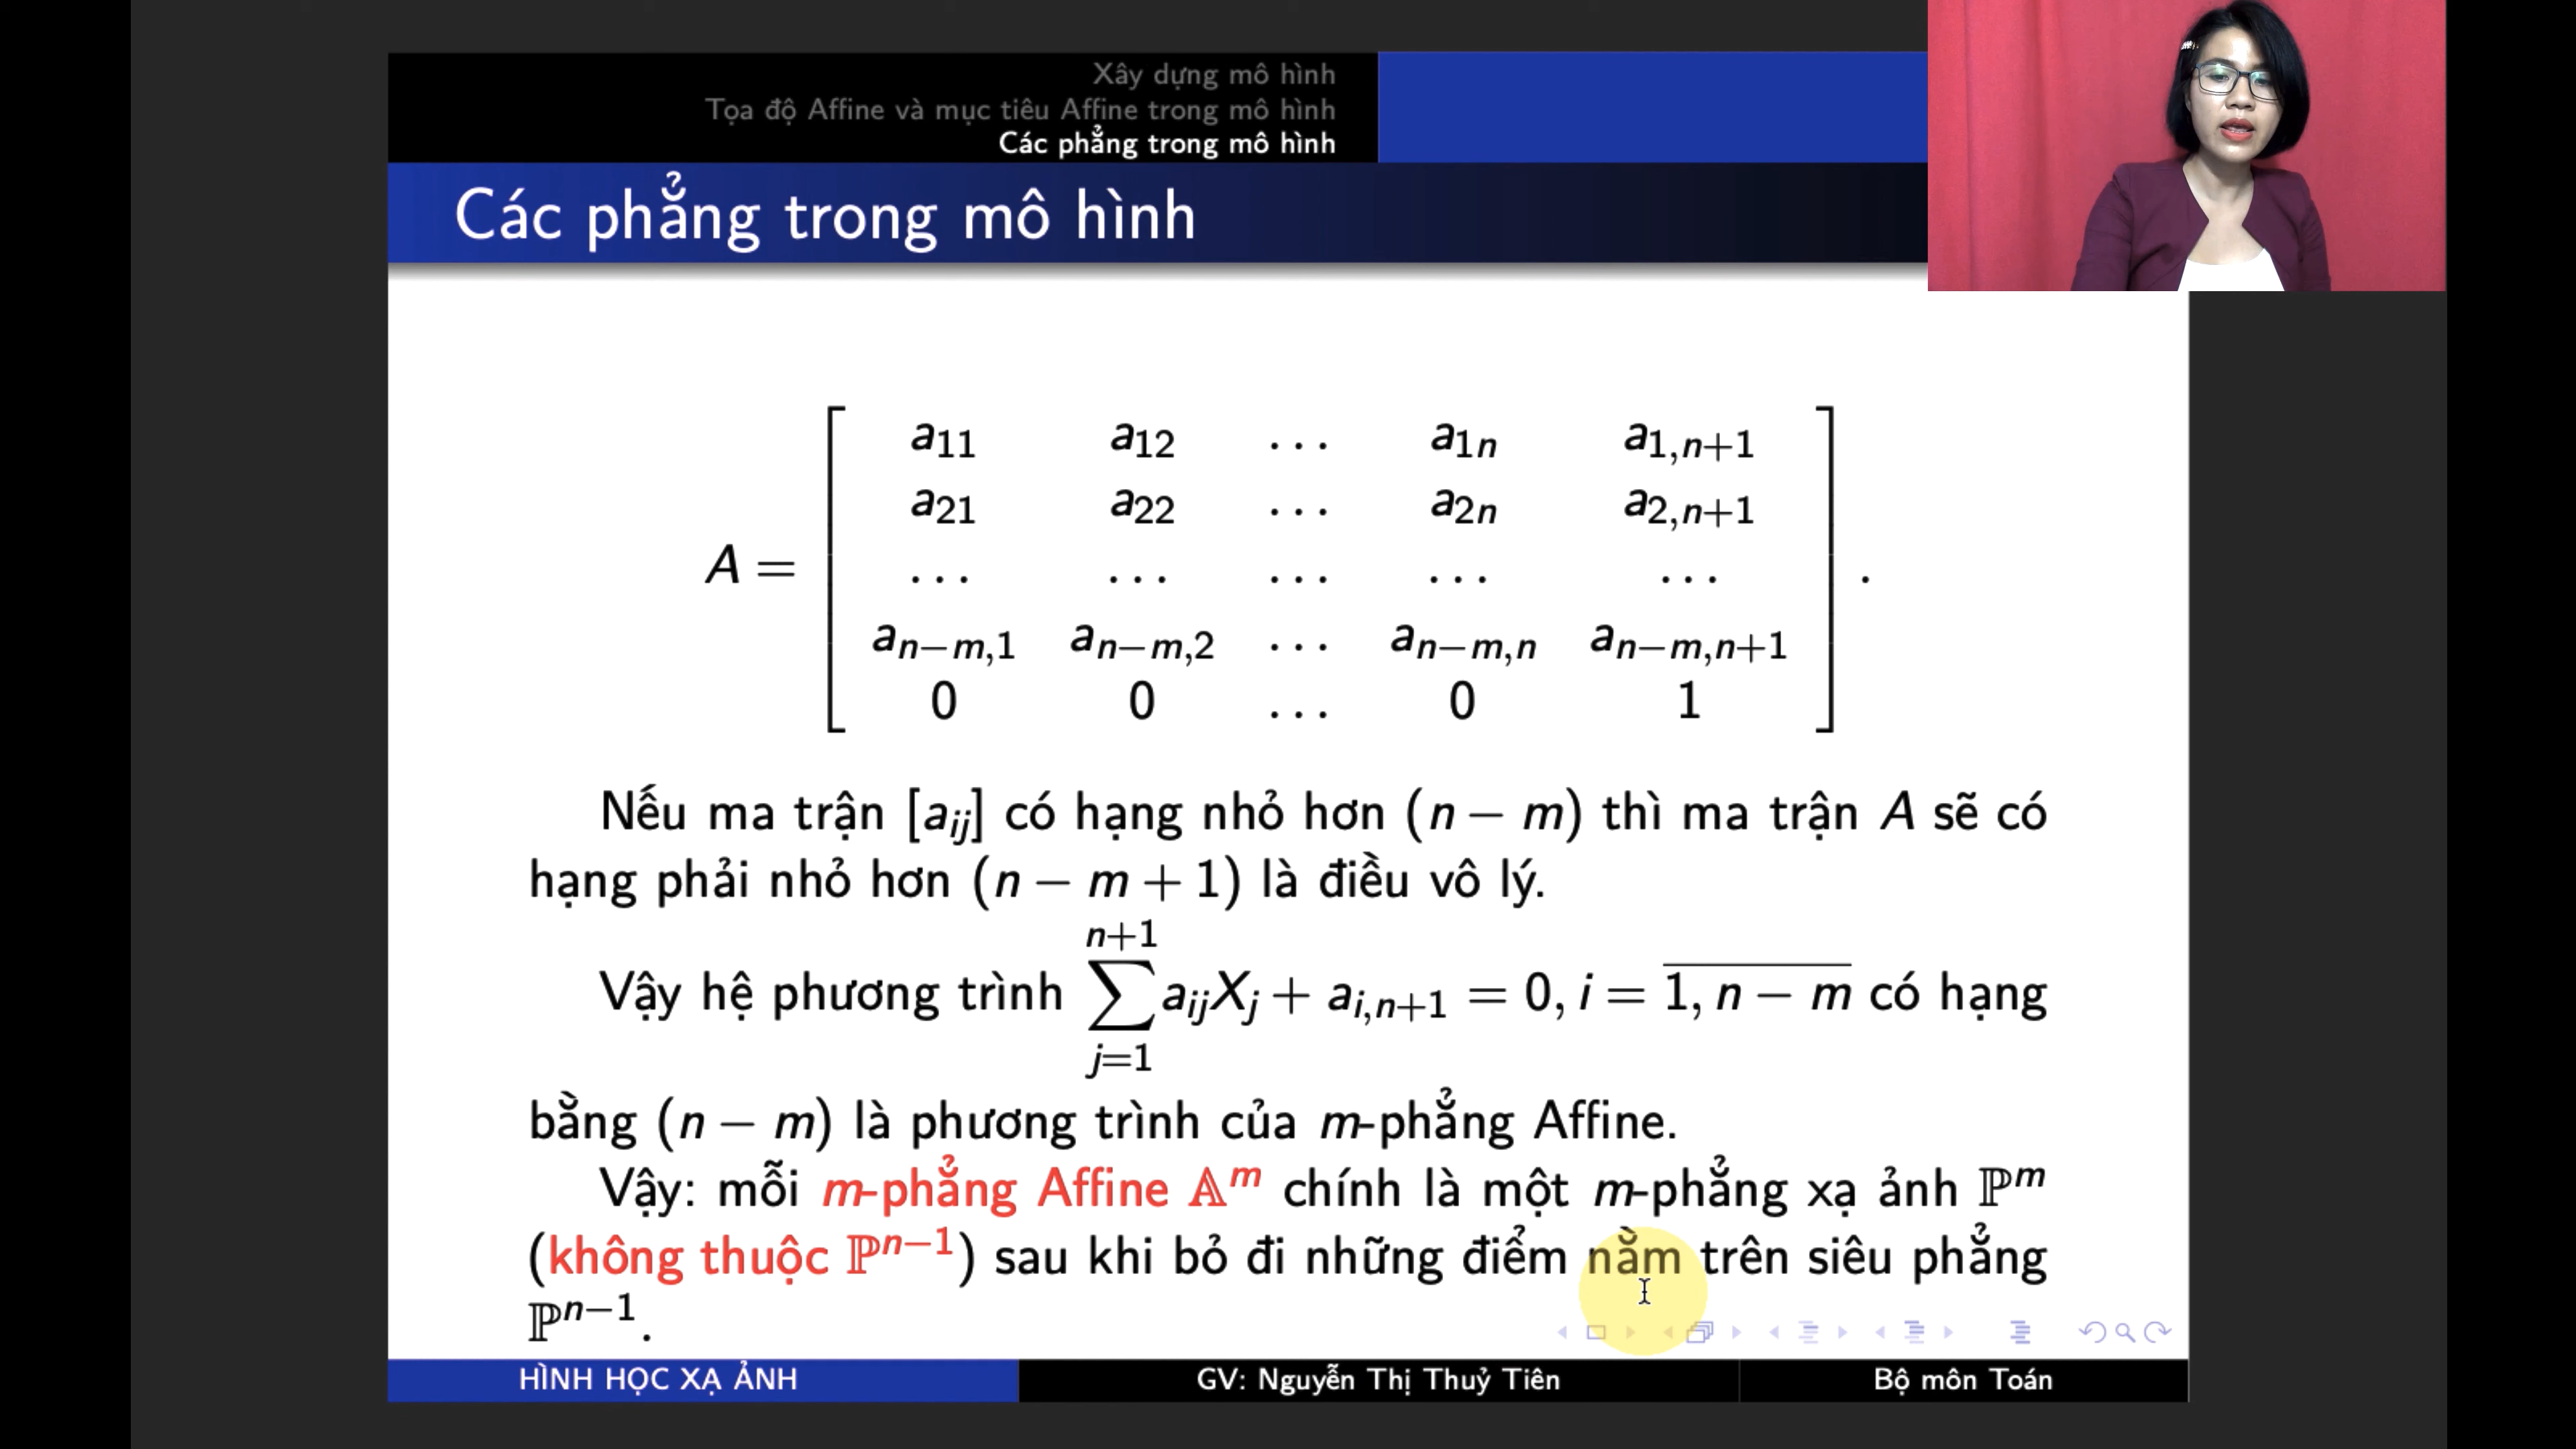 Xây dựng mô hình
Tọa độ Affine và mục tiêu Affine trong mô hình
Các phẳng trong mô hình
Các phẳng trong mô hình
a11 a12 ... a1n a1,n+1
a21 a22 ... a2n a2,n+1
A = ... ... ... ... ... .
an−m,1 an−m,2 ... an−m,n an−m,n+1
0 0 ... 0 1
Nếu ma trận [aij] có hạng nhỏ hơn (n − m) thì ma trận A sẽ có
hạng phải nhỏ hơn (n − m + 1) là điều vô lý.
Vậy hệ phương trình ∑_{j=1}^{n+1} aijXj + ai,n+1 = 0, i = \overline{1, n − m} có hạng
bằng (n − m) là phương trình của m-phẳng Affine.
Vậy: mỗi m-phẳng Affine 𝔸^m chính là một m-phẳng xạ ảnh ℙ^m
(không thuộc ℙ^{n−1}) sau khi bỏ đi những điểm nằm trên siêu phẳng
ℙ^{n−1}.
HÌNH HỌC XẠ ẢNH GV: Nguyễn Thị Thuỷ Tiên Bộ môn Toán